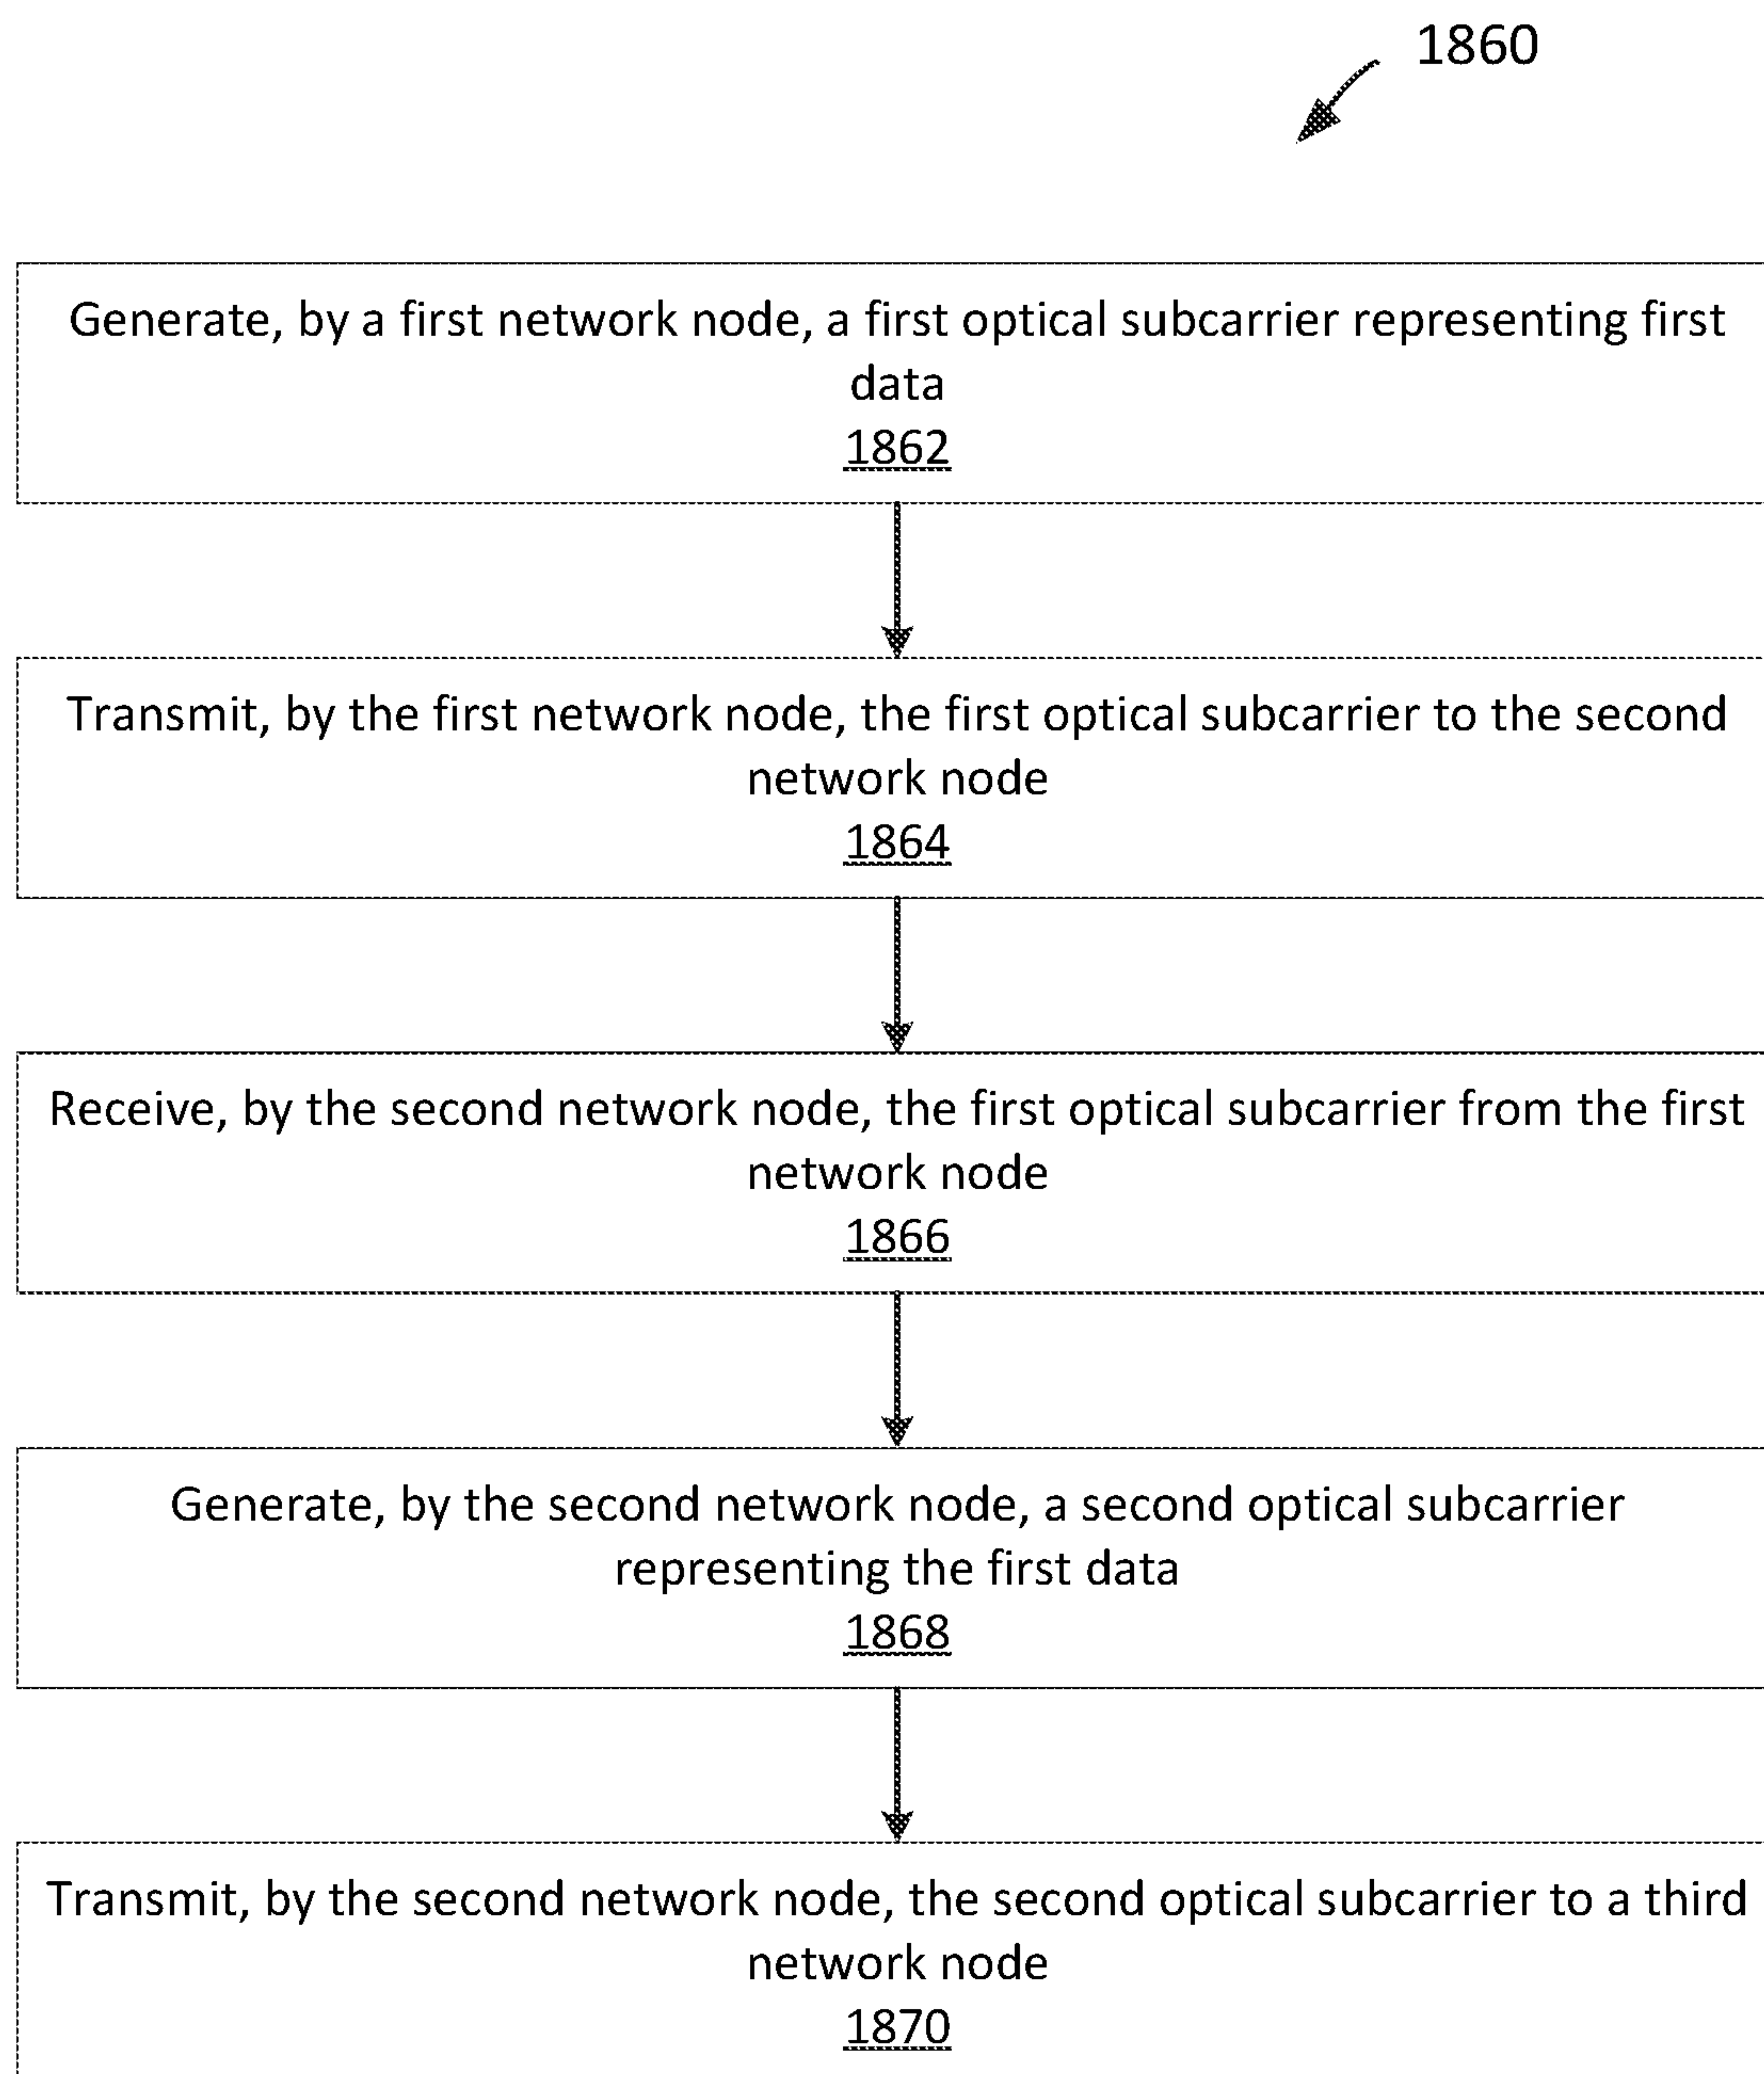 1860
Generate, by a first network node, a first optical subcarrier representing first
data
1862
Transmit, by the first network node, the first optical subcarrier to the second
network node
1864
Receive, by the second network node, the first optical subcarrier from the first
network node
1866
Generate, by the second network node, a second optical subcarrier
representing the first data
1868
Transmit, by the second network node, the second optical subcarrier to a third
network node
1870